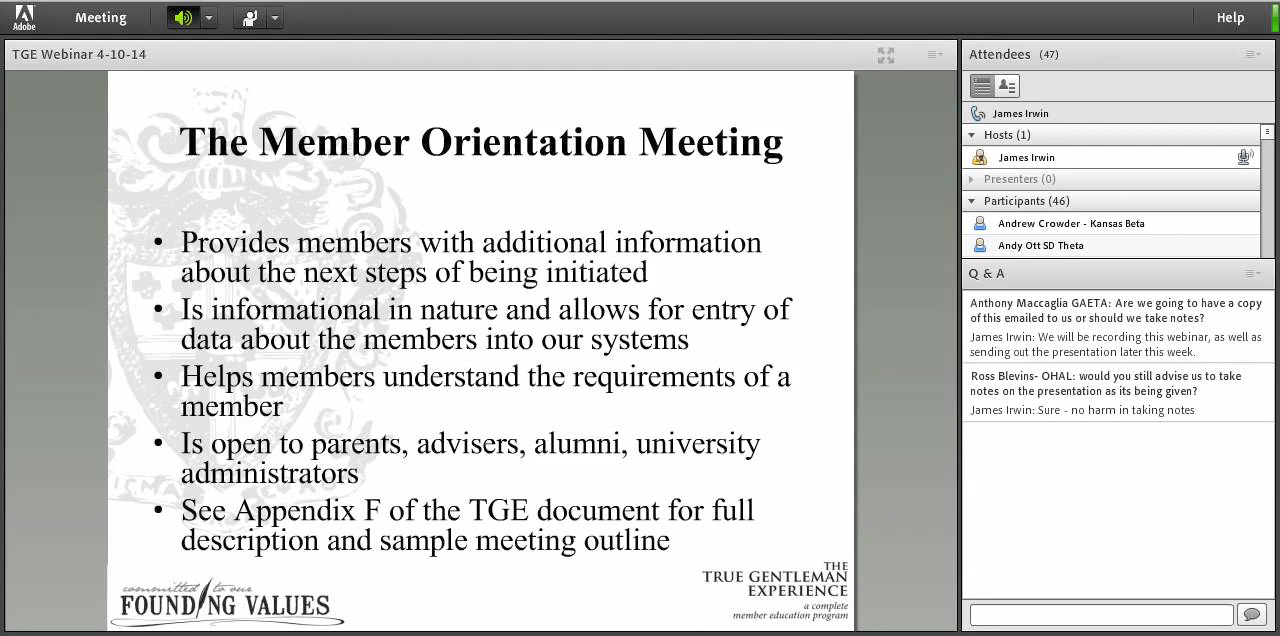 Adobe
Meeting
Help
TGE Webinar 4-10-14
The Member Orientation Meeting
• Provides members with additional information
about the next steps of being initiated
• Is informational in nature and allows for entry of
data about the members into our systems
• Helps members understand the requirements of a
member
• Is open to parents, advisers, alumni, university
administrators
• See Appendix F of the TGE document for full
description and sample meeting outline
committed to our
FOUNDING VALUES
THE
TRUE GENTLEMAN
EXPERIENCE
a complete
member education program
Attendees (47)
James Irwin
Hosts (1)
James Irwin
Presenters (0)
Participants (46)
Andrew Crowder - Kansas Beta
Andy Ott SD Theta
Q & A
Anthony Maccaglia GAETA: Are we going to have a copy
of this emailed to us or should we take notes?
James Irwin: We will be recording this webinar, as well as
sending out the presentation later this week.
Ross Blevins- OHAL: would you still advise us to take
notes on the presentation as its being given?
James Irwin: Sure - no harm in taking notes